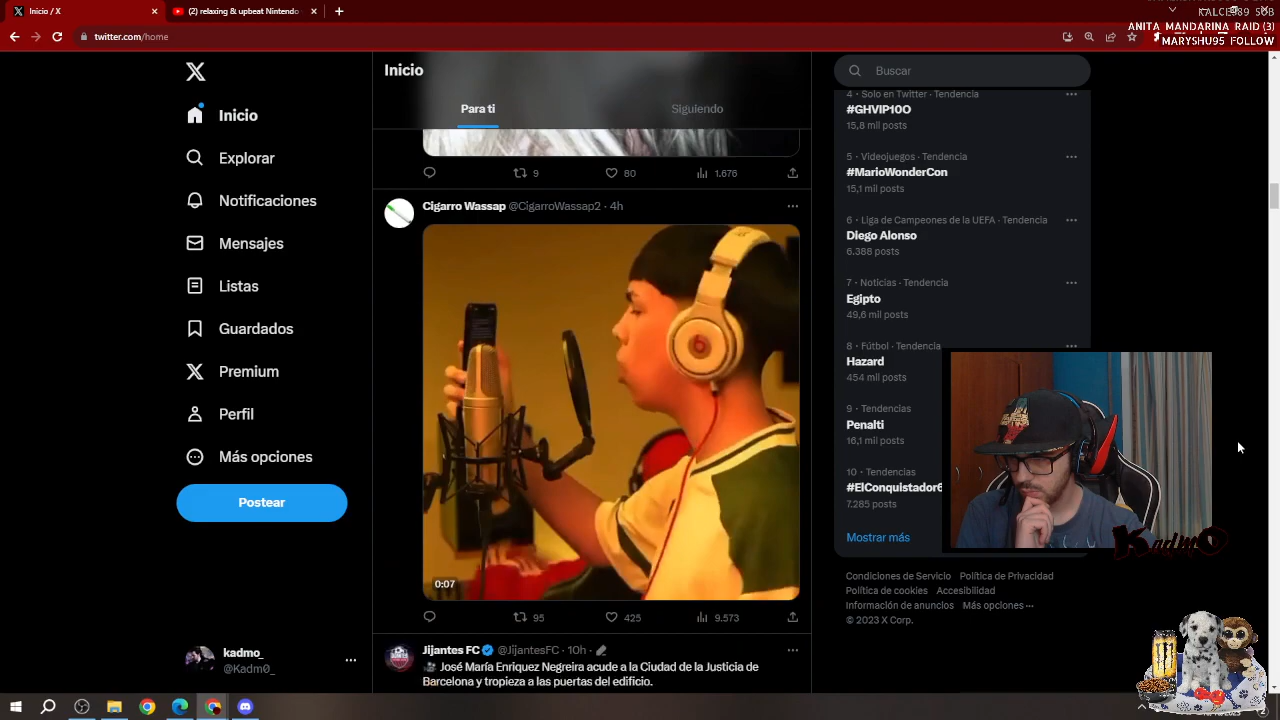 Inicio / X
(2) relaxing & upbeat Nintendo
KALCER89 SUB
ANITA_MANDARINA RAID (3)
MARYSHU95 FOLLOW
twitter.com/home
Inicio
Explorar
Notificaciones
Mensajes
Listas
Guardados
Premium
Perfil
Más opciones
Postear
kadmo_
@Kadm0_
Inicio
Para ti
Siguiendo
9
80
1.676
Cigarro Wassap @CigarroWassap2 · 4h
0:07
95
425
9.573
Jijantes FC @JijantesFC · 10h ·
José María Enriquez Negreira acude a la Ciudad de la Justicia de
Barcelona y tropieza a las puertas del edificio.
Buscar
4 · Solo en Twitter · Tendencia
#GHVIP10O
15,8 mil posts
5 · Videojuegos · Tendencia
#MarioWonderCon
15,1 mil posts
6 · Liga de Campeones de la UEFA · Tendencia
Diego Alonso
6.388 posts
7 · Noticias · Tendencia
Egipto
49,6 mil posts
8 · Fútbol · Tendencia
Hazard
454 mil posts
9 · Tendencias
Penalti
16,1 mil posts
10 · Tendencias
#ElConquistador6
7.265 posts
Mostrar más
Condiciones de Servicio Política de Privacidad
Política de cookies Accesibilidad
Información de anuncios Más opciones ···
© 2023 X Corp.
KadmO